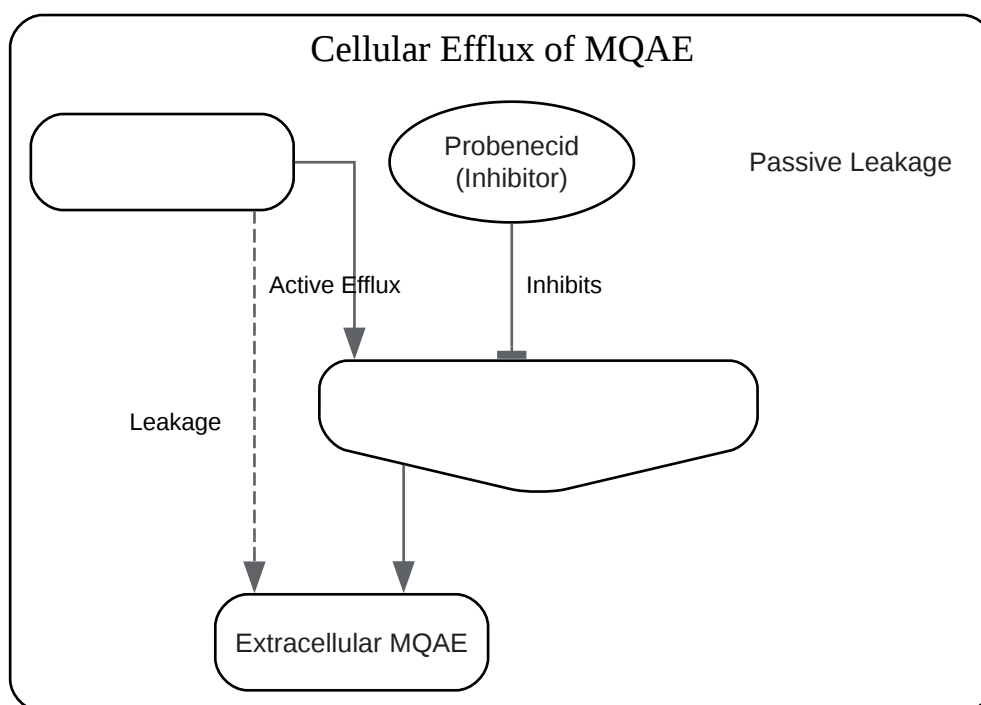 Cellular Efflux of MQAE
Probenecid
(Inhibitor)
Passive Leakage
Active Efflux
Inhibits
Leakage
Extracellular MQAE